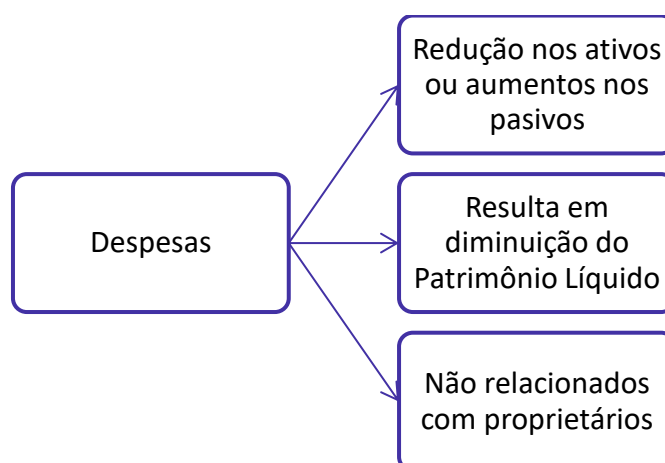 Redução nos ativos
ou aumentos nos
pasivos
Despesas
Resulta em
diminuição do
Patrimônio Líquido
Não relacionados
com proprietários